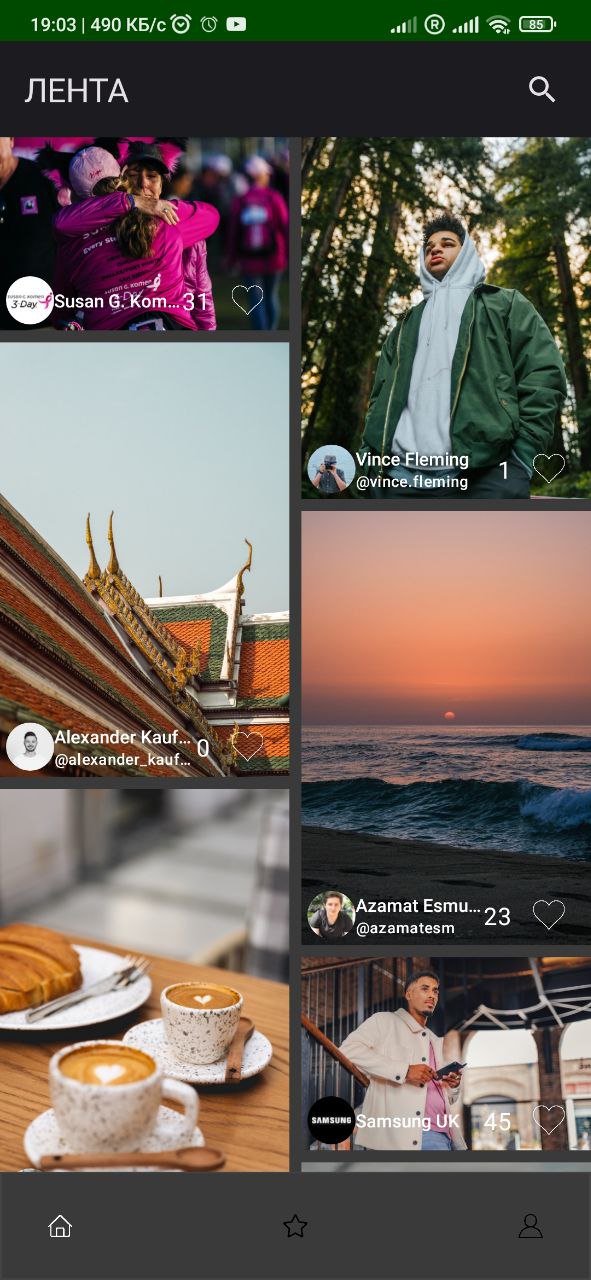 19:03 | 490 КБ/с
85
ЛЕНТА
Susan G. Kom... 31
Vince Fleming
@vince.fleming
1
Alexander Kauf...
@alexander_kauf...
0
Azamat Esmu...
@azamatesm
23
SAMSUNG
Samsung UK 45